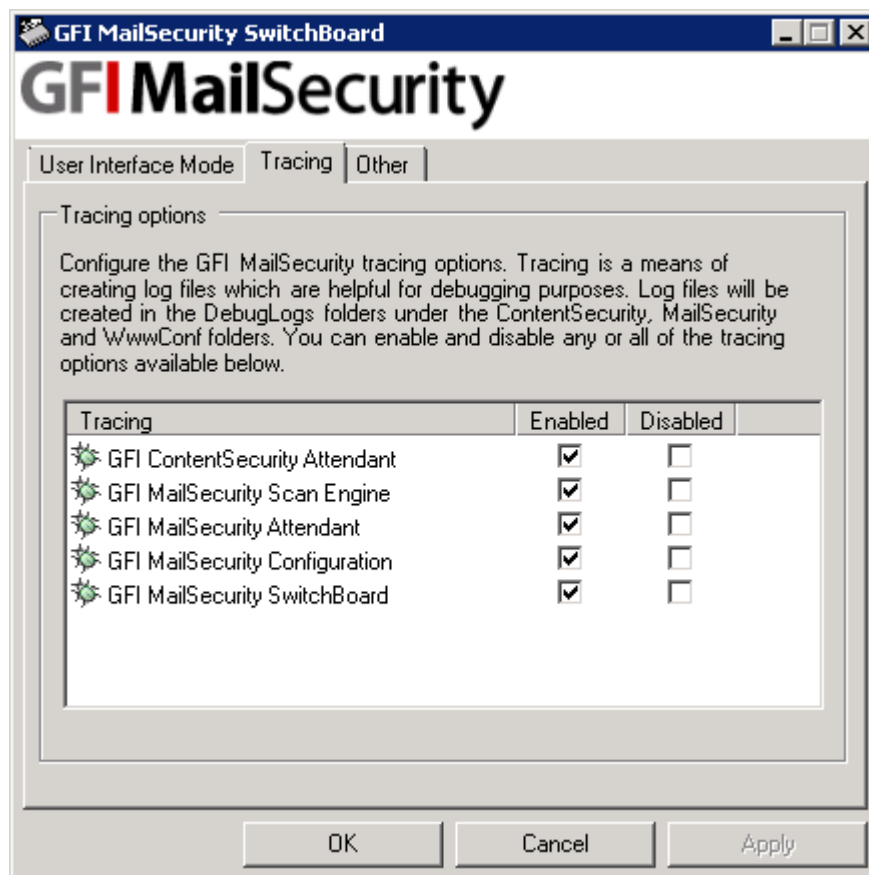 GFI MailSecurity SwitchBoard
GFI MailSecurity
User Interface Mode Tracing Other
Tracing options
Configure the GFI MailSecurity tracing options. Tracing is a means of
creating log files which are helpful for debugging purposes. Log files will be
created in the DebugLogs folders under the ContentSecurity, MailSecurity
and WwwConf folders. You can enable and disable any or all of the tracing
options available below.
Tracing Enabled Disabled
GFI ContentSecurity Attendant
GFI MailSecurity Scan Engine
GFI MailSecurity Attendant
GFI MailSecurity Configuration
GFI MailSecurity SwitchBoard
OK Cancel Apply